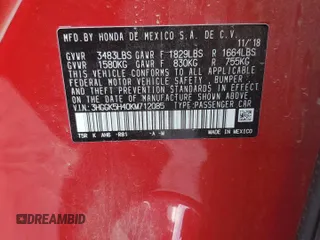 MFD. BY HONDA DE MEXICO S.A. DE C.V.
11/18
GVWR 3483LBS GAWR F 1829LBS R 1664LBS
GVWR 1580KG GAWR F 830KG R 755KG
THIS VEHICLE CONFORMS TO ALL APPLICABLE
FEDERAL MOTOR VEHICLE SAFETY, BUMPER, AND
THEFT PREVENTION STANDARDS IN EFFECT ON THE
DATE OF MANUFACTURE SHOWN ABOVE.
V.I.N: 3HGGK5H40KM712085 TYPE: PASSENGER CAR
MADE IN MEXICO
DREAMBID